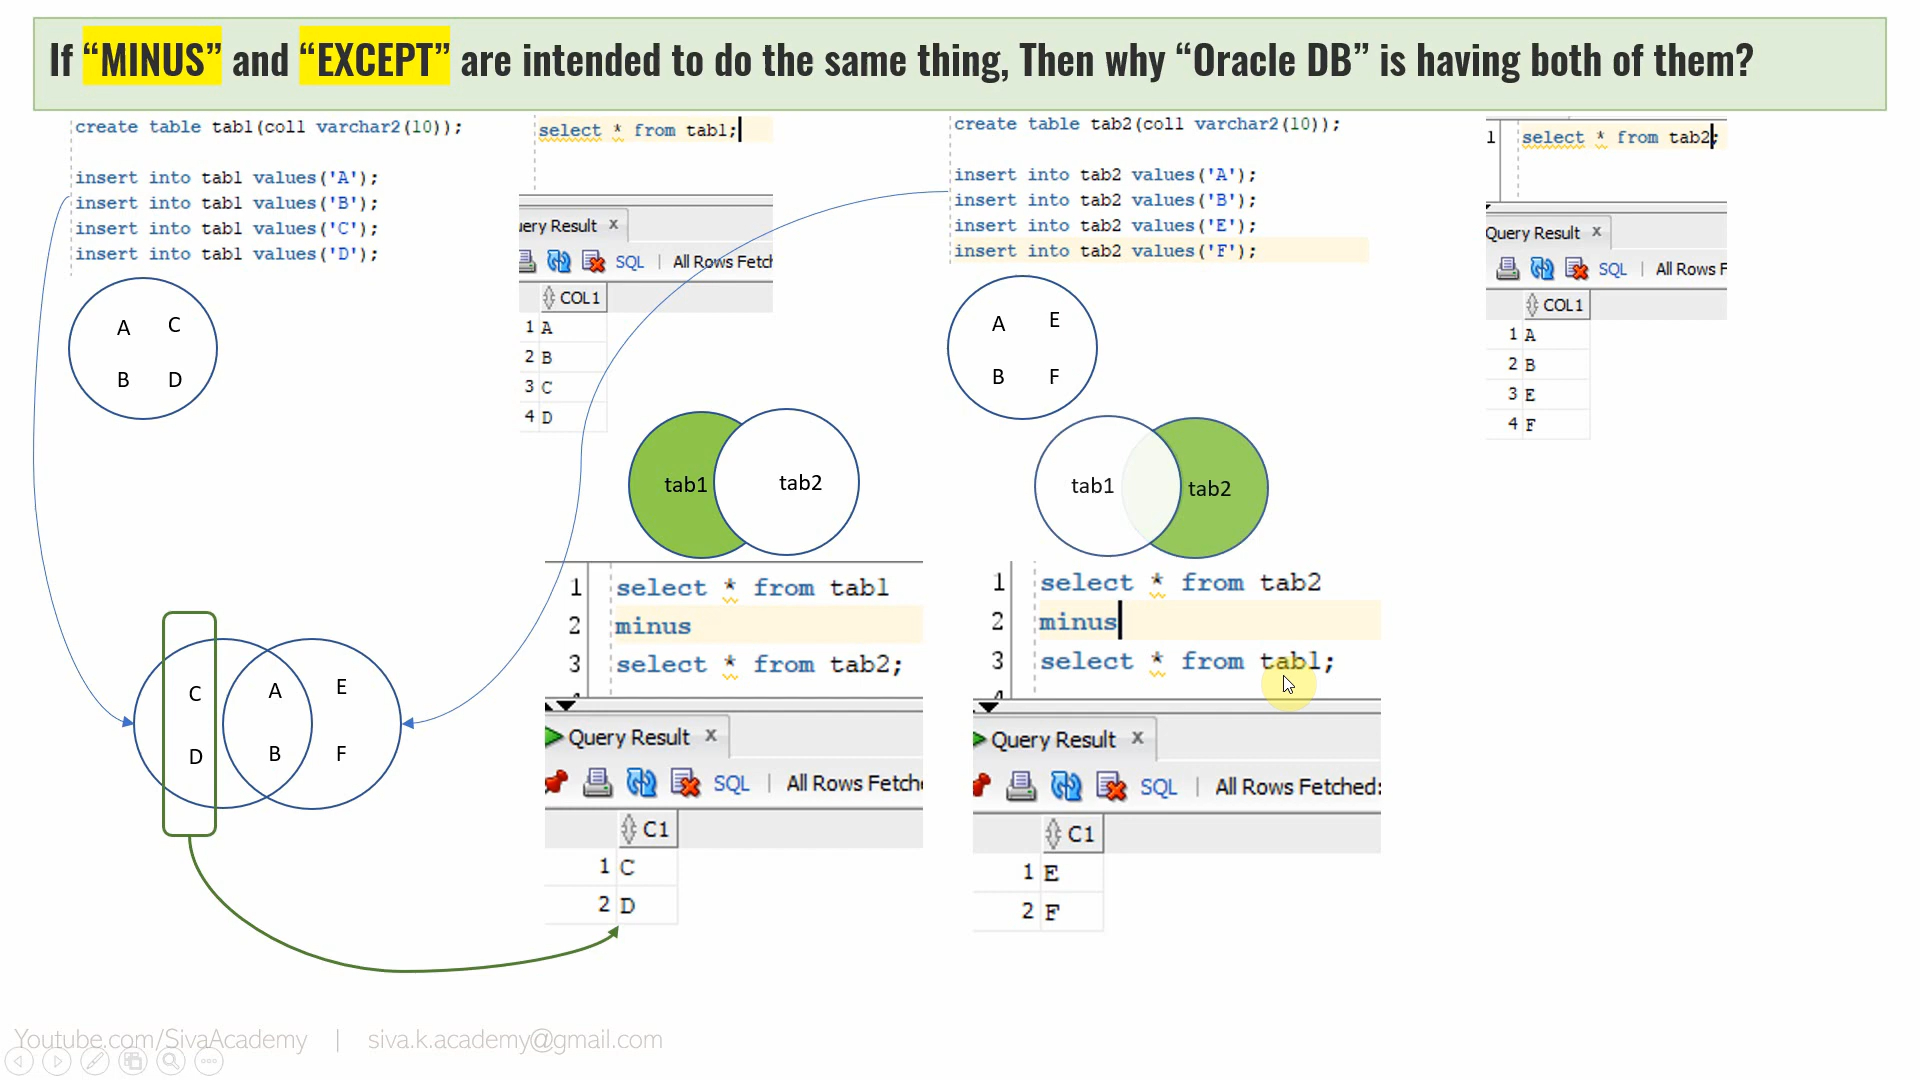 If “MINUS” and “EXCEPT” are intended to do the same thing, Then why “Oracle DB” is having both of them?
create table tab1(col1 varchar2(10));
insert into tab1 values('A');
insert into tab1 values('B');
insert into tab1 values('C');
insert into tab1 values('D');
A C
B D
select * from tab1;
uery Result x
SQL | All Rows Fetch
COL1
1 A
2 B
3 C
4 D
create table tab2(col1 varchar2(10));
insert into tab2 values('A');
insert into tab2 values('B');
insert into tab2 values('E');
insert into tab2 values('F');
A E
B F
1 select * from tab2;
Query Result x
SQL | All Rows F
COL1
1 A
2 B
3 E
4 F
C A E
D B F
tab1 tab2
1 select * from tab1
2 minus
3 select * from tab2;
Query Result x
SQL | All Rows Fetche
C1
1 C
2 D
tab1 tab2
1 select * from tab2
2 minus
3 select * from tab1;
Query Result x
SQL | All Rows Fetched:
C1
1 E
2 F
Youtube.com/SivaAcademy | siva.k.academy@gmail.com